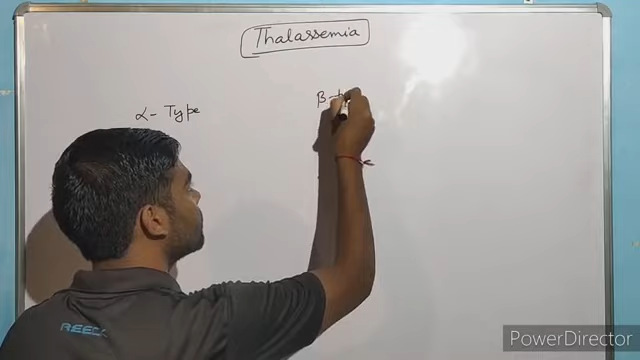 Thalassemia
α- Type
β-
PowerDirector